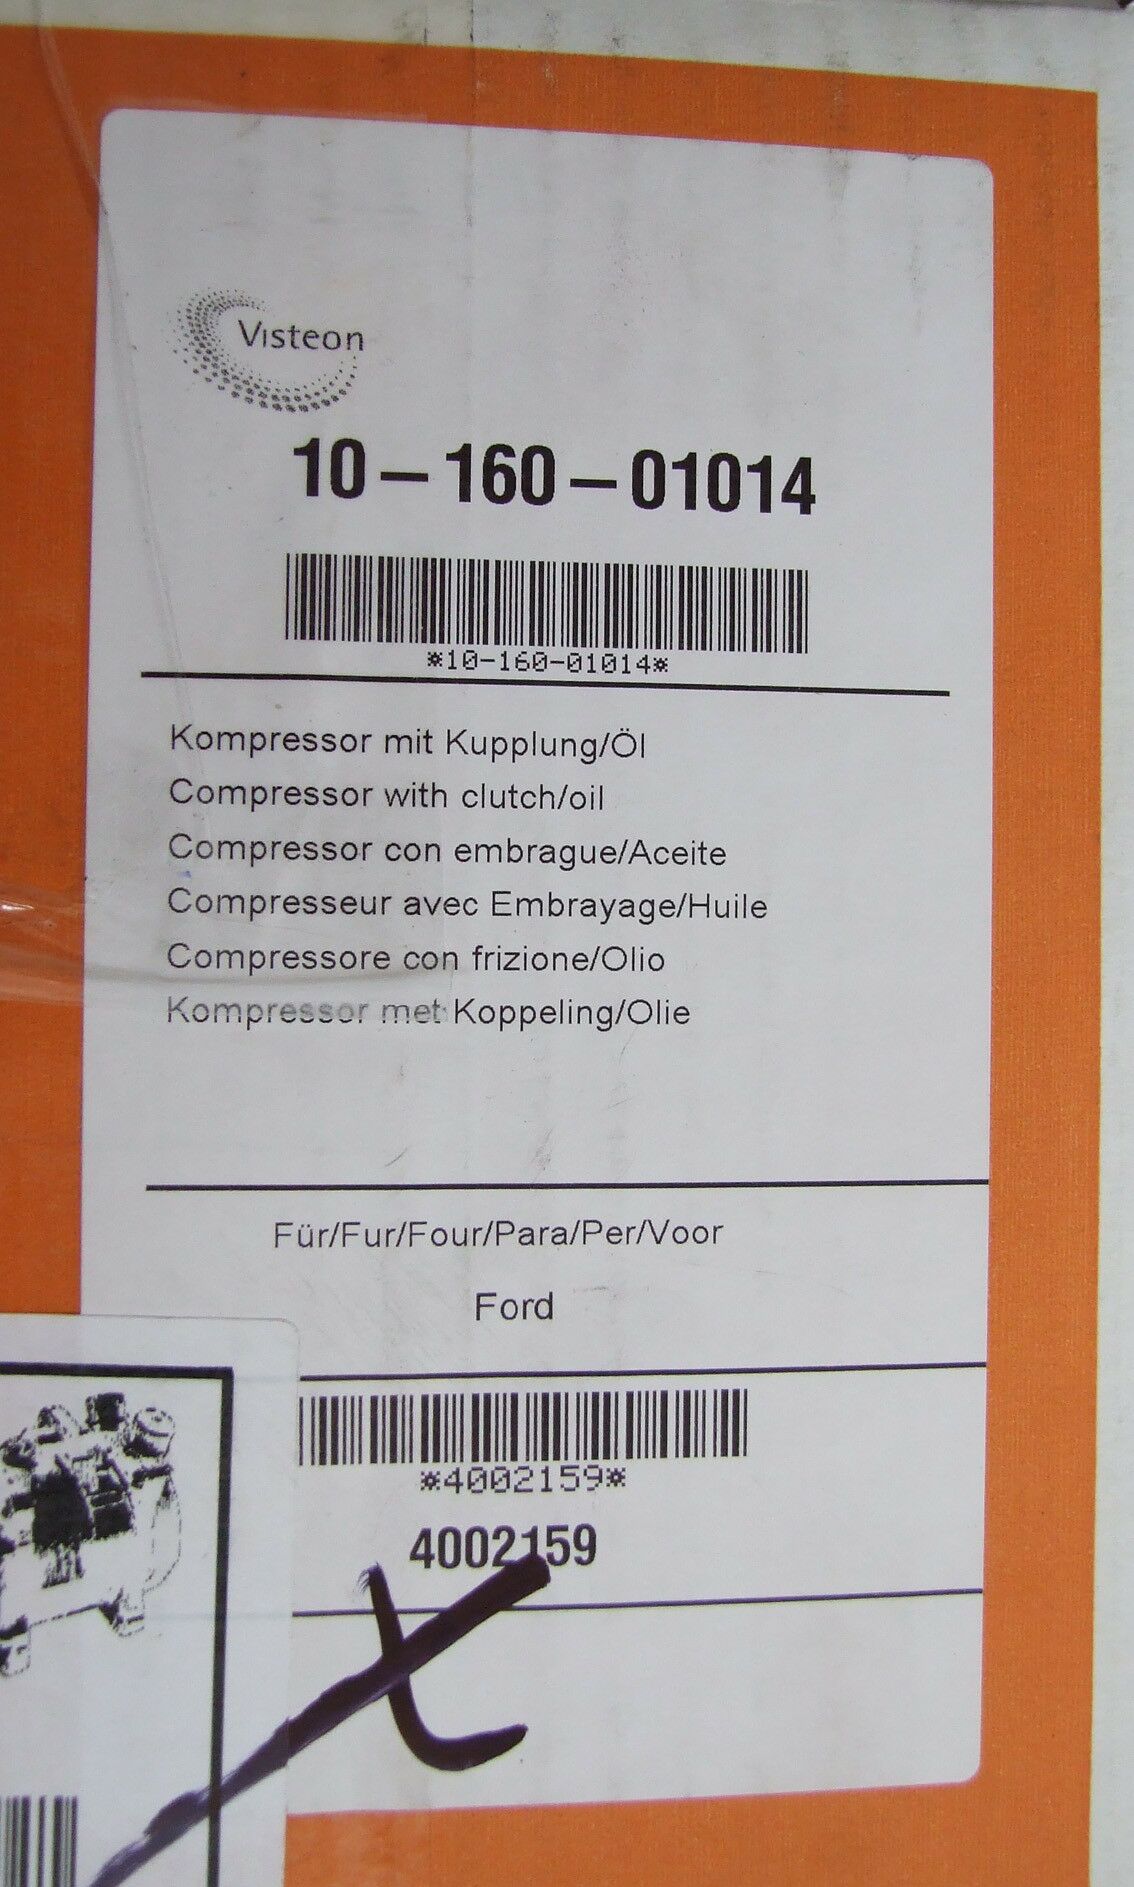 Visteon
10-160-01014
*10-160-01014*
Kompressor mit Kupplung/Öl
Compressor with clutch/oil
Compressor con embrague/Aceite
Compresseur avec Embrayage/Huile
Compressore con frizione/Olio
Kompressor met Koppeling/Olie
Für/Fur/Four/Para/Per/Voor
Ford
*4002159*
4002159